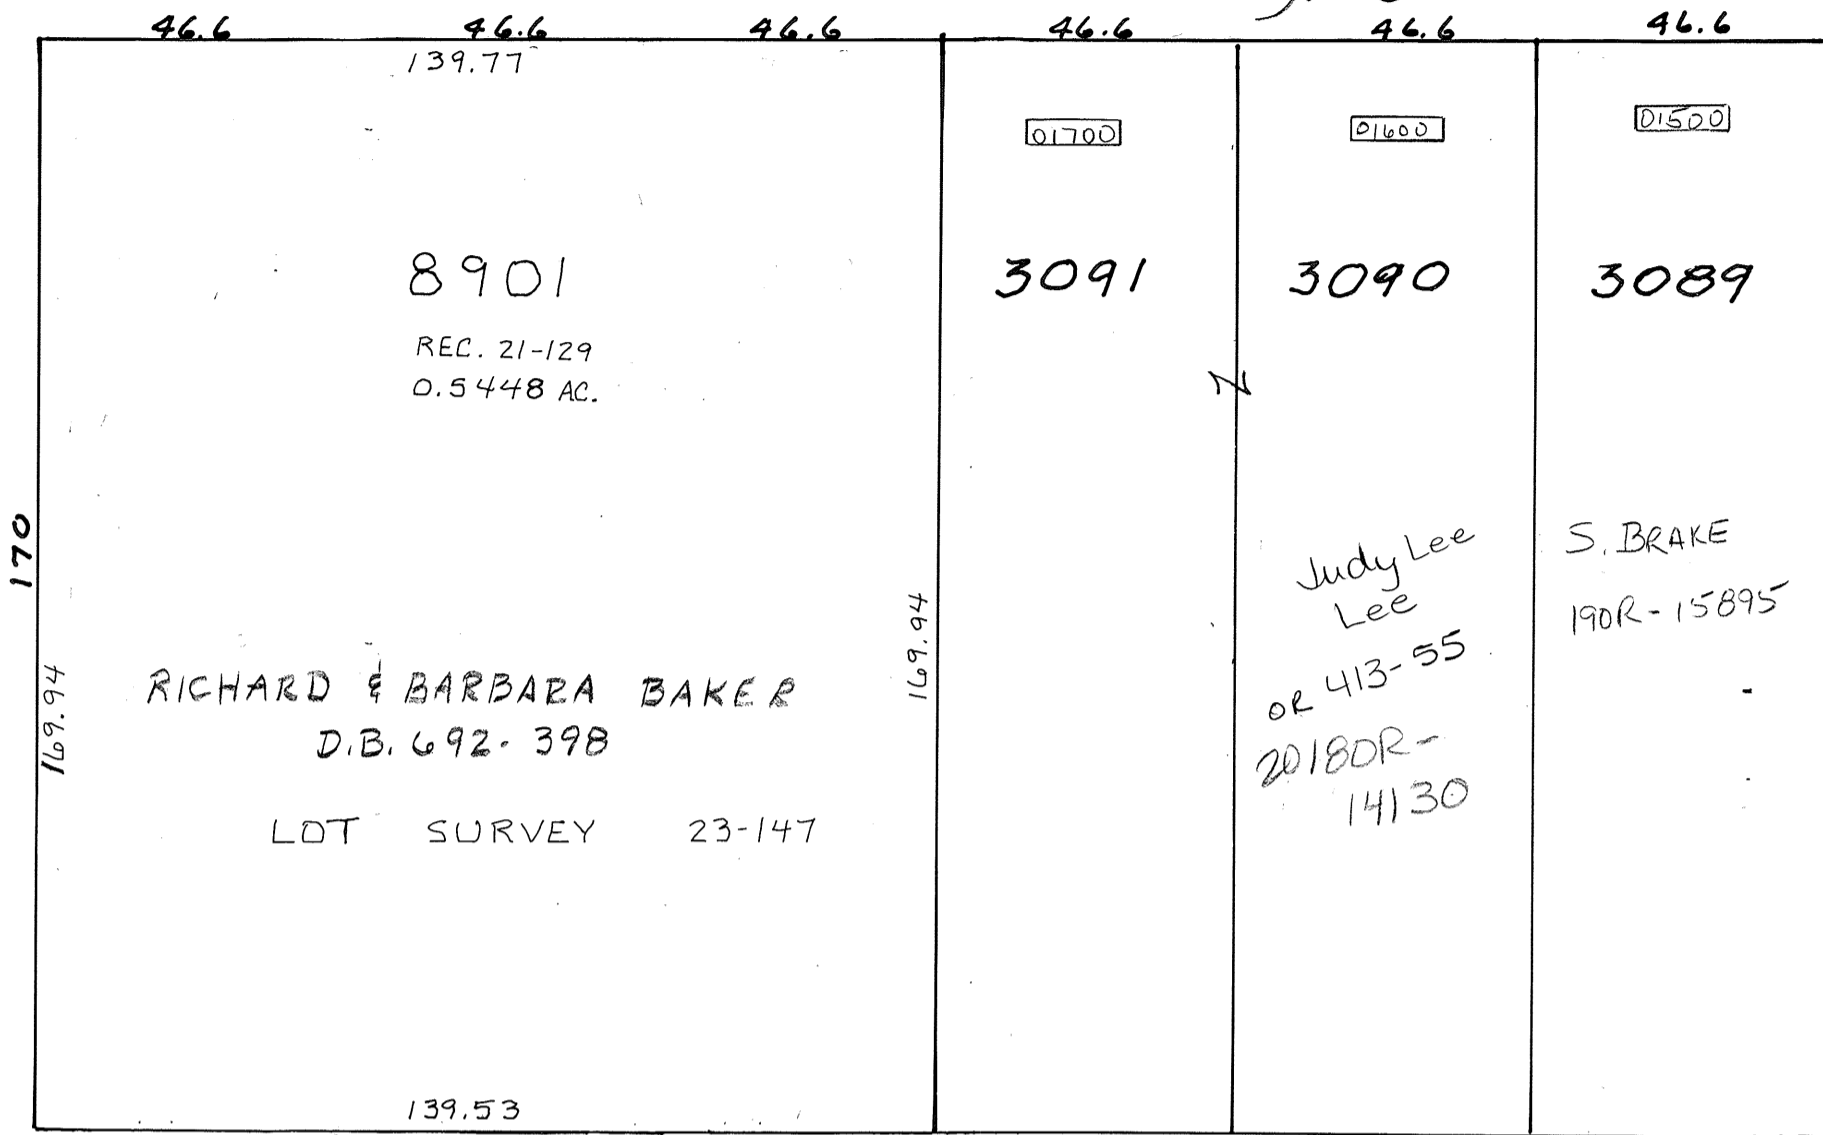 46.6 46.6 46.6 46.6 46.6 46.6
139.77
01700
01600
01500
8901
REC. 21-129
0.5448 AC.
3091
3090
3089
Z
170
169.94
169.94
RICHARD & BARBARA BAKER
D.B. 692-398
LOT SURVEY 23-147
139.53
Judy Lee
Lee
OR 413-55
2018OR-
14130
S. BRAKE
190R-15895